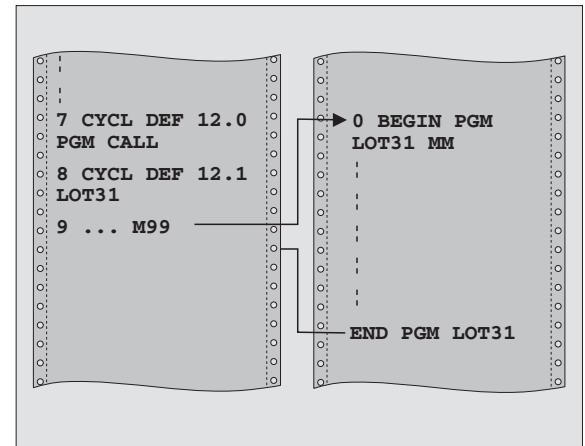 7 CYCL DEF 12.0
PGM CALL
8 CYCL DEF 12.1
LOT31
9 ... M99
0 BEGIN PGM
LOT31 MM
END PGM LOT31